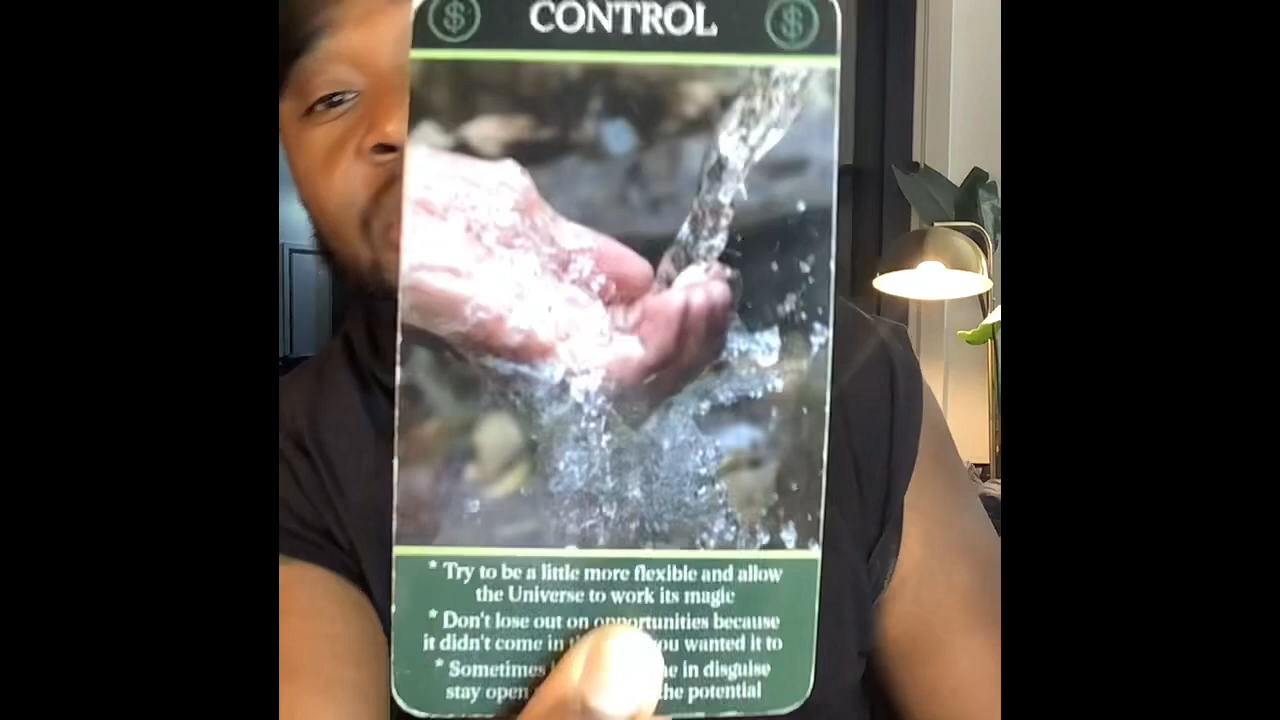 $ CONTROL $
* Try to be a little more flexible and allow
the Universe to work its magic
* Don't lose out on opportunities because
it didn't come in you wanted it to
* Sometimes in disguise
stay open the potential